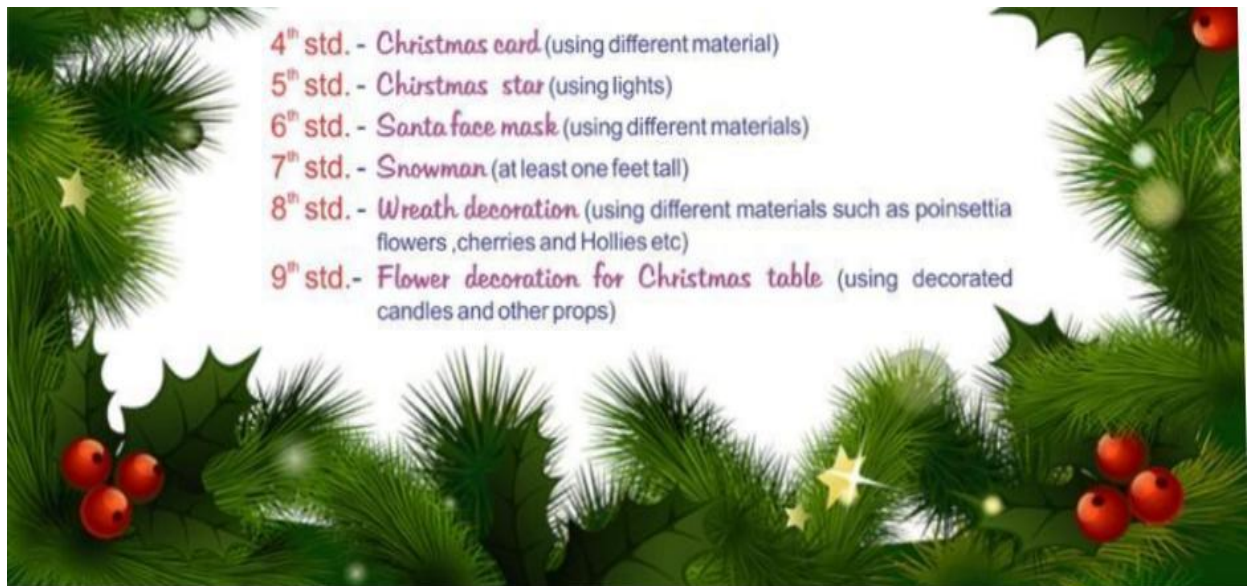 4th std. - Christmas card (using different material)
5th std. - Chirstmas star (using lights)
6th std. - Santa face mask (using different materials)
7th std. - Snowman (at least one feet tall)
8th std. - Wreath decoration (using different materials such as poinsettia
flowers ,cherries and Hollies etc)
9th std.- Flower decoration for Christmas table (using decorated
candles and other props)